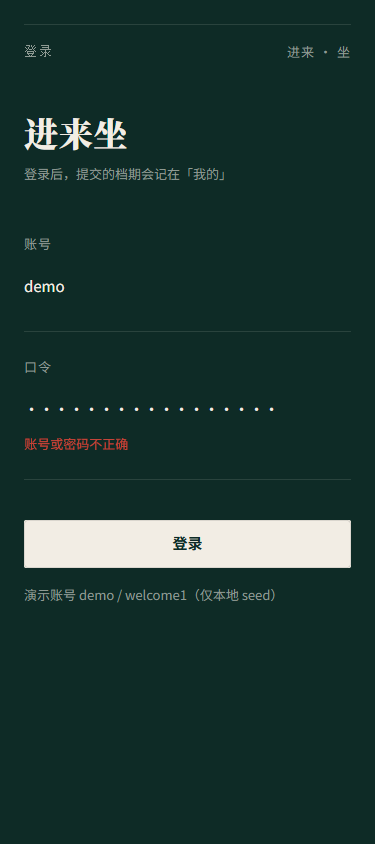 登录
进来 · 坐
进来坐
登录后，提交的档期会记在「我的」
账号
demo
口令
• • • • • • • • • • • • • • • • •
账号或密码不正确
登录
演示账号 demo / welcome1（仅本地 seed）